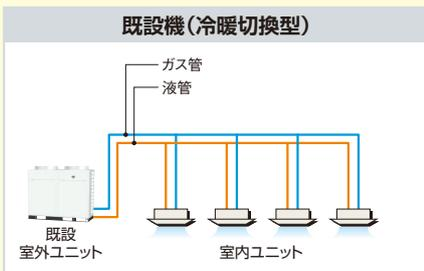 既設機（冷暖切換型）
ガス管
液管
既設
室外ユニット
室内ユニット